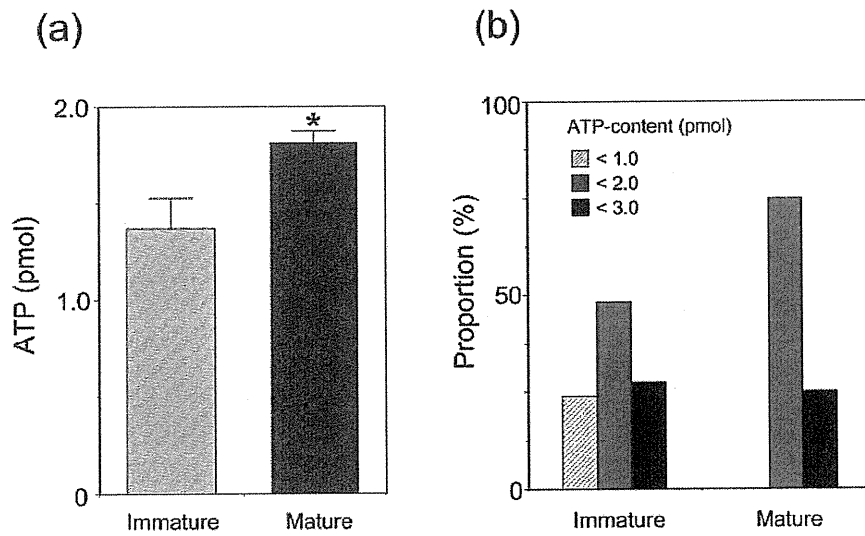 (a)
ATP (pmol)
2.0
1.0
0
*
Immature
Mature
(b)
Proportion (%)
100
50
0
ATP-content (pmol)
< 1.0
< 2.0
< 3.0
Immature
Mature